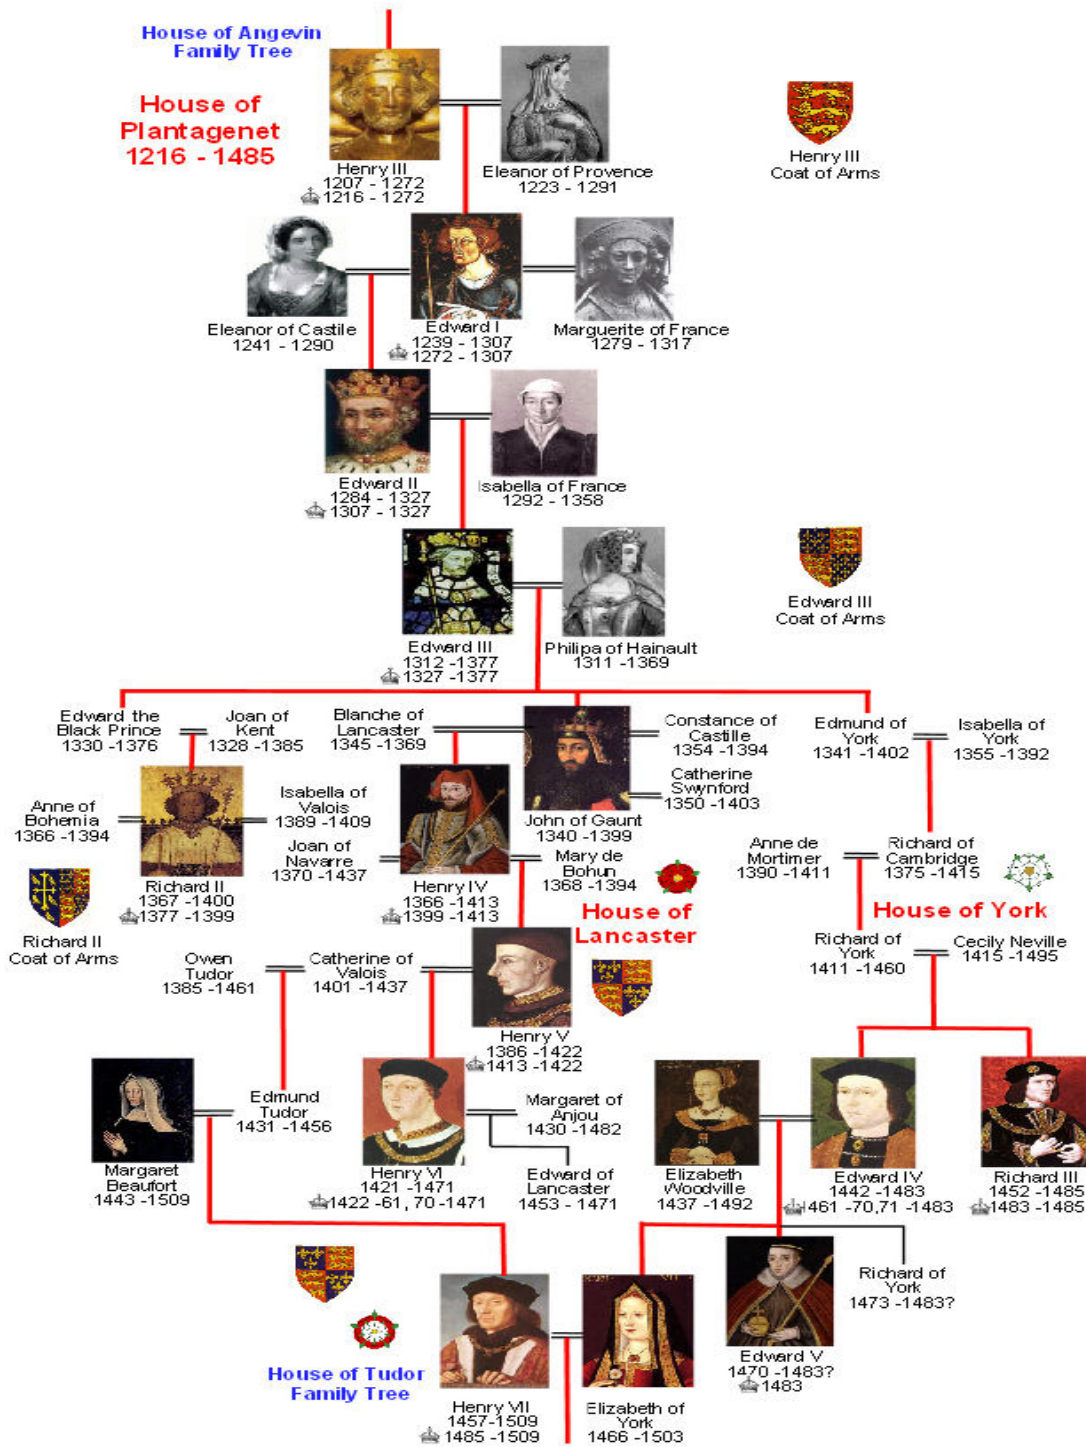 House of Angevin
Family Tree
House of
Plantagenet
1216 - 1485
Henry III
1207 - 1272
1216 - 1272
Eleanor of Provence
1223 - 1291
Henry III
Coat of Arms
Eleanor of Castile
1241 - 1290
Edward I
1239 - 1307
1272 - 1307
Marguerite of France
1279 - 1317
Edward II
1284 - 1327
1307 - 1327
Isabella of France
1292 - 1358
Edward III
1312 -1377
1327 -1377
Philipa of Hainault
1311 -1369
Edward III
Coat of Arms
Edward the
Black Prince
1330 -1376
Joan of
Kent
1328 -1385
Blanche of
Lancaster
1345 -1369
John of Gaunt
1340 -1399
Constance of
Castille
1354 -1394
Catherine
Swynford
1350 -1403
Edmund of
York
1341 -1402
Isabella of
York
1355 -1392
Anne of
Bohemia
1366 -1394
Richard II
1367 -1400
1377 -1399
Isabella of
Valois
1389 -1409
Joan of
Navarre
1370 -1437
Henry IV
1366 -1413
1399 -1413
Mary de
Bohun
1368 -1394
Anne de
Mortimer
1390 -1411
Richard of
Cambridge
1375 -1415
Richard II
Coat of Arms
House of
Lancaster
House of York
Owen
Tudor
1385 -1461
Catherine of
Valois
1401 -1437
Henry V
1386 -1422
1413 -1422
Richard of
York
1411 -1460
Cecily Neville
1415 -1495
Margaret
Beaufort
1443 -1509
Edmund
Tudor
1431 -1456
Henry VI
1421 -1471
1422 -61, 70 -1471
Margaret of
Anjou
1430 -1482
Edward of
Lancaster
1453 - 1471
Elizabeth
Woodville
1437 -1492
Edward IV
1442 -1483
1461 -70,71 -1483
Richard III
1452 -1485
1483 -1485
Richard of
York
1473 -1483?
Edward V
1470 -1483?
1483
House of Tudor
Family Tree
Henry VII
1457-1509
1485 -1509
Elizabeth of
York
1466 -1503